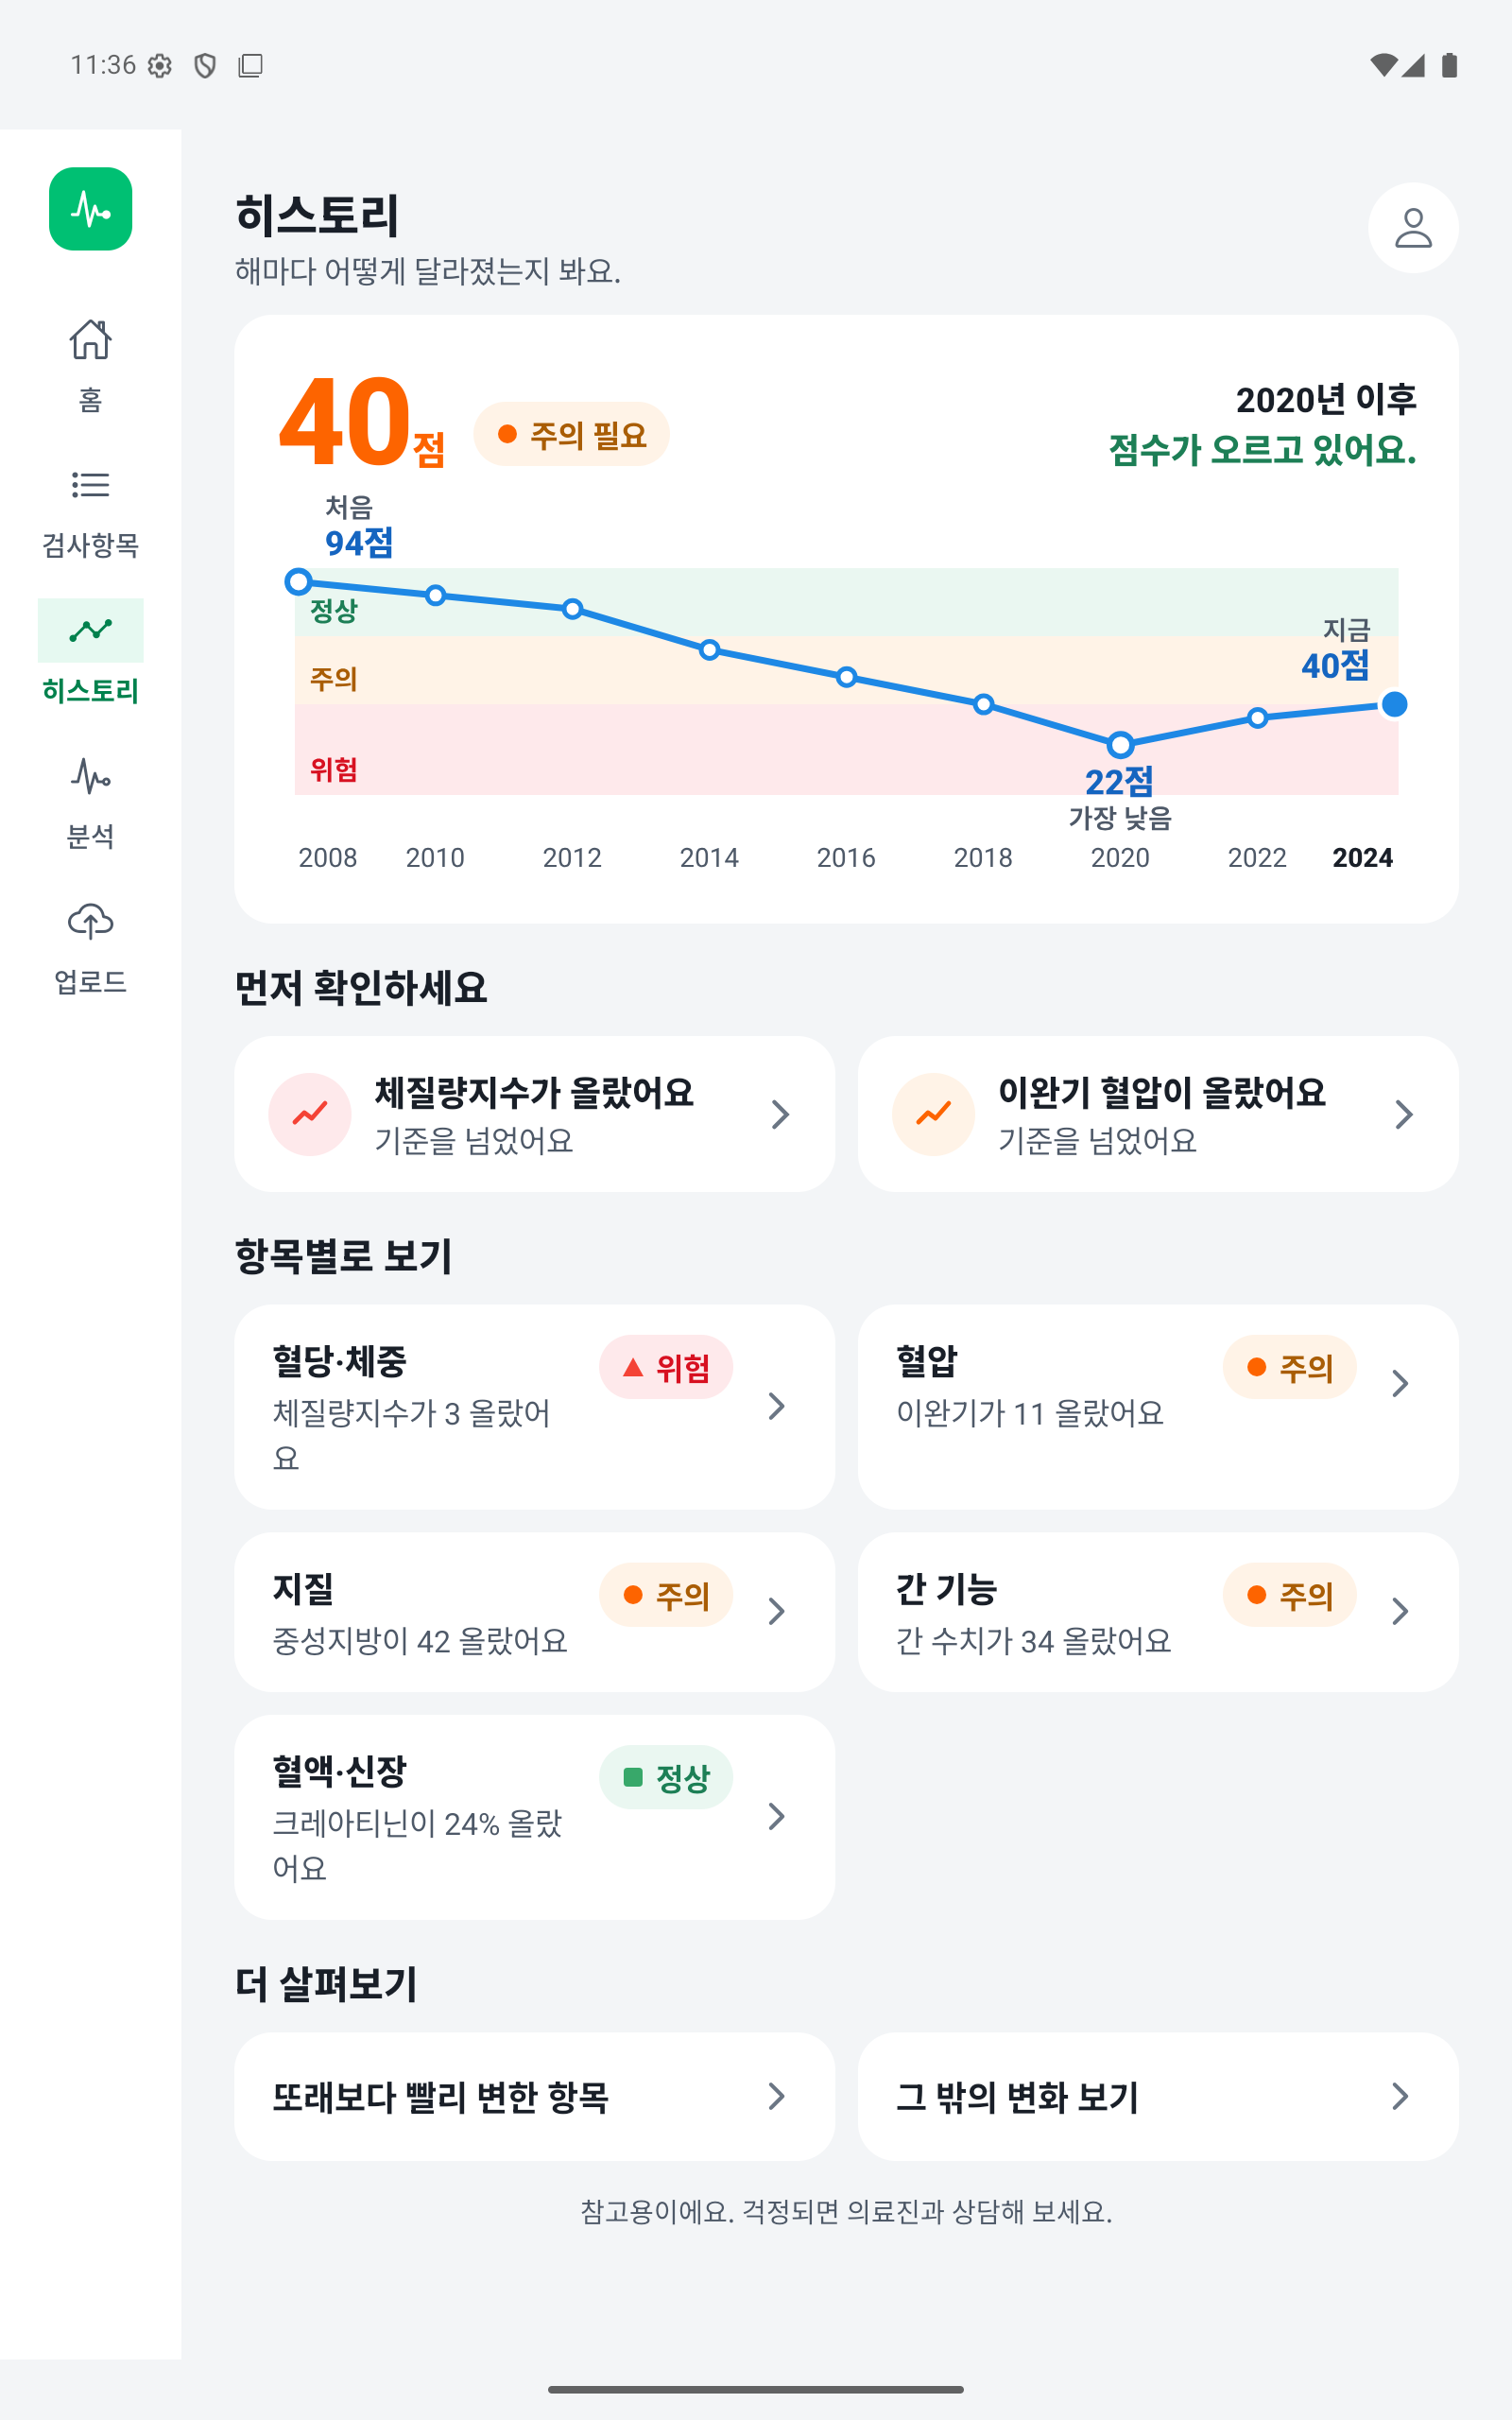 11:36
홈
검사항목
히스토리
분석
업로드
히스토리
해마다 어떻게 달라졌는지 봐요.
40점
주의 필요
2020년 이후
점수가 오르고 있어요.
처음
94점
정상
주의
위험
지금
40점
22점
가장 낮음
2008 2010 2012 2014 2016 2018 2020 2022 2024
먼저 확인하세요
체질량지수가 올랐어요
기준을 넘었어요
이완기 혈압이 올랐어요
기준을 넘었어요
항목별로 보기
혈당·체중
위험
체질량지수가 3 올랐어
요
혈압
주의
이완기가 11 올랐어요
지질
주의
중성지방이 42 올랐어요
간 기능
주의
간 수치가 34 올랐어요
혈액·신장
정상
크레아티닌이 24% 올랐
어요
더 살펴보기
또래보다 빨리 변한 항목
그 밖의 변화 보기
참고용이에요. 걱정되면 의료진과 상담해 보세요.